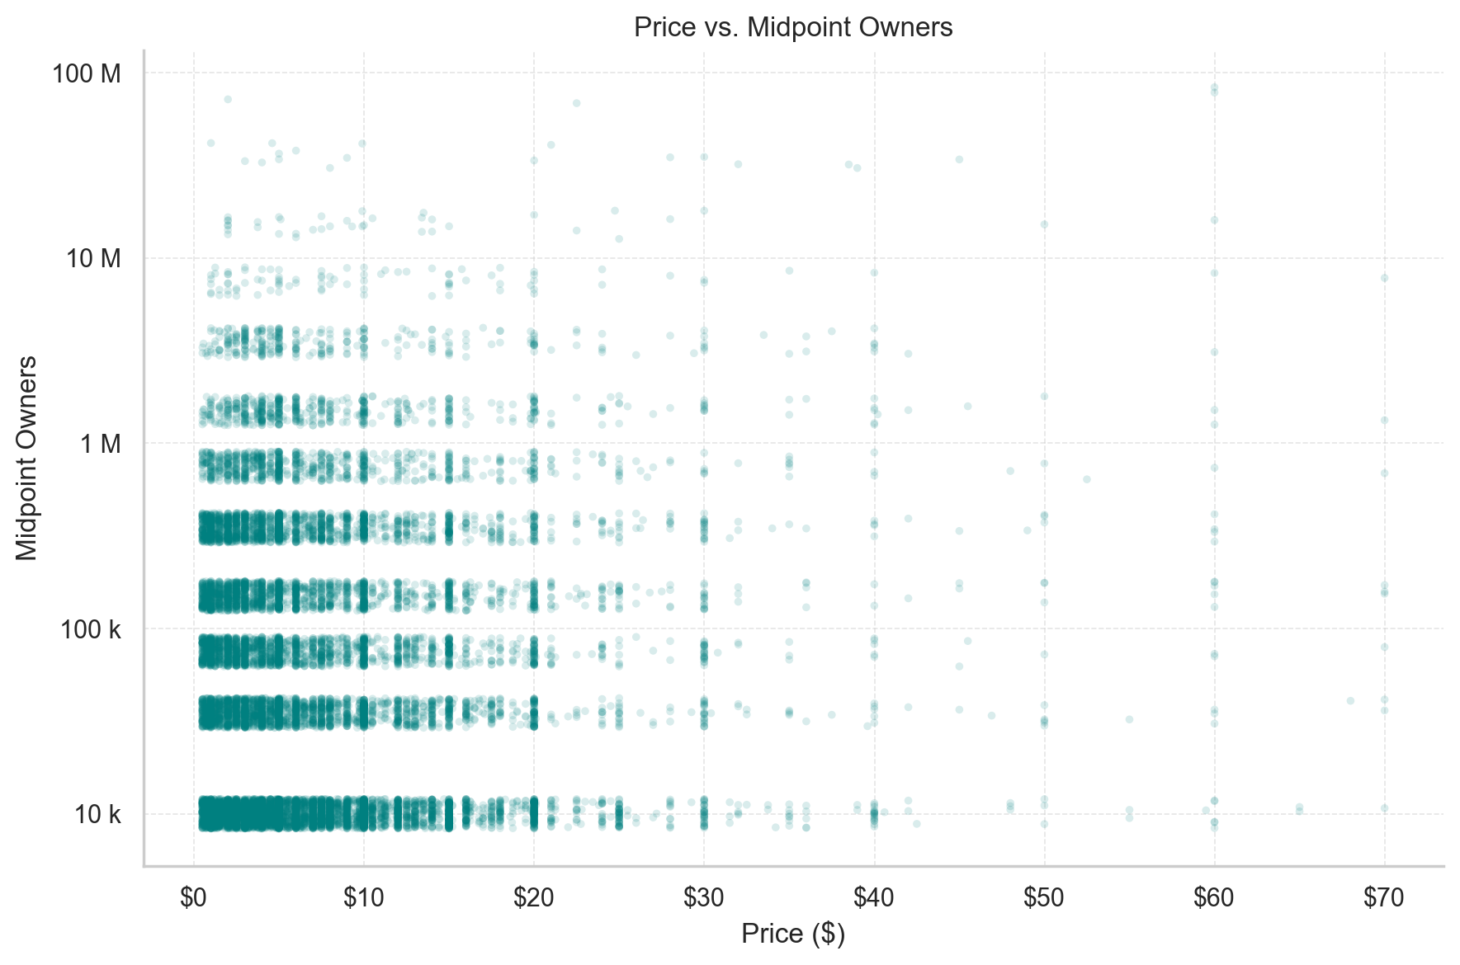 Price vs. Midpoint Owners
100 M
10 M
1 M
100 k
10 k
Midpoint Owners
$0 $10 $20 $30 $40 $50 $60 $70
Price ($)